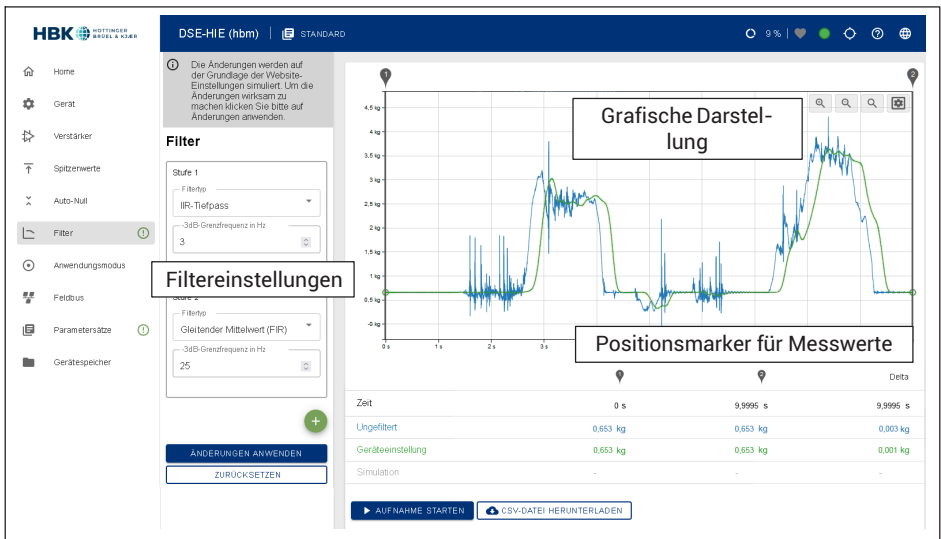 HBK HOTTINGER BRÜEL & KJÆR
DSE-HIE (hbm) | STANDARD
9 % |
Home
Gerät
Verstärker
Spitzenwerte
Auto-Null
Filter
Anwendungsmodus
Feldbus
Parametersätze
Gerätespeicher
Die Änderungen werden auf
der Grundlage der Website-
Einstellungen simuliert. Um die
Änderungen wirksam zu
machen klicken Sie bitte auf
Änderungen anwenden.
Filter
Stufe 1
Filtertyp
IIR-Tiefpass
-3dB-Grenzfrequenz in Hz
3
Filtereinstellungen
Stufe 2
Filtertyp
Gleitender Mittelwert (FIR)
-3dB-Grenzfrequenz in Hz
25
+
ÄNDERUNGEN ANWENDEN
ZURÜCKSETZEN
1
2
Grafische Darstel-
lung
4,5 kg
4 kg
3,5 kg
3 kg
2,5 kg
2 kg
1,5 kg
1 kg
0,5 kg
-0 kg
0 s 1 s 2 s 3 s
Positionsmarker für Messwerte
1 2 Delta
Zeit 0 s 9,9995 s 9,9995 s
Ungefiltert 0,653 kg 0,653 kg 0,003 kg
Geräteeinstellung 0,653 kg 0,653 kg 0,001 kg
Simulation - - -
AUFNAHME STARTEN
CSV-DATEI HERUNTERLADEN